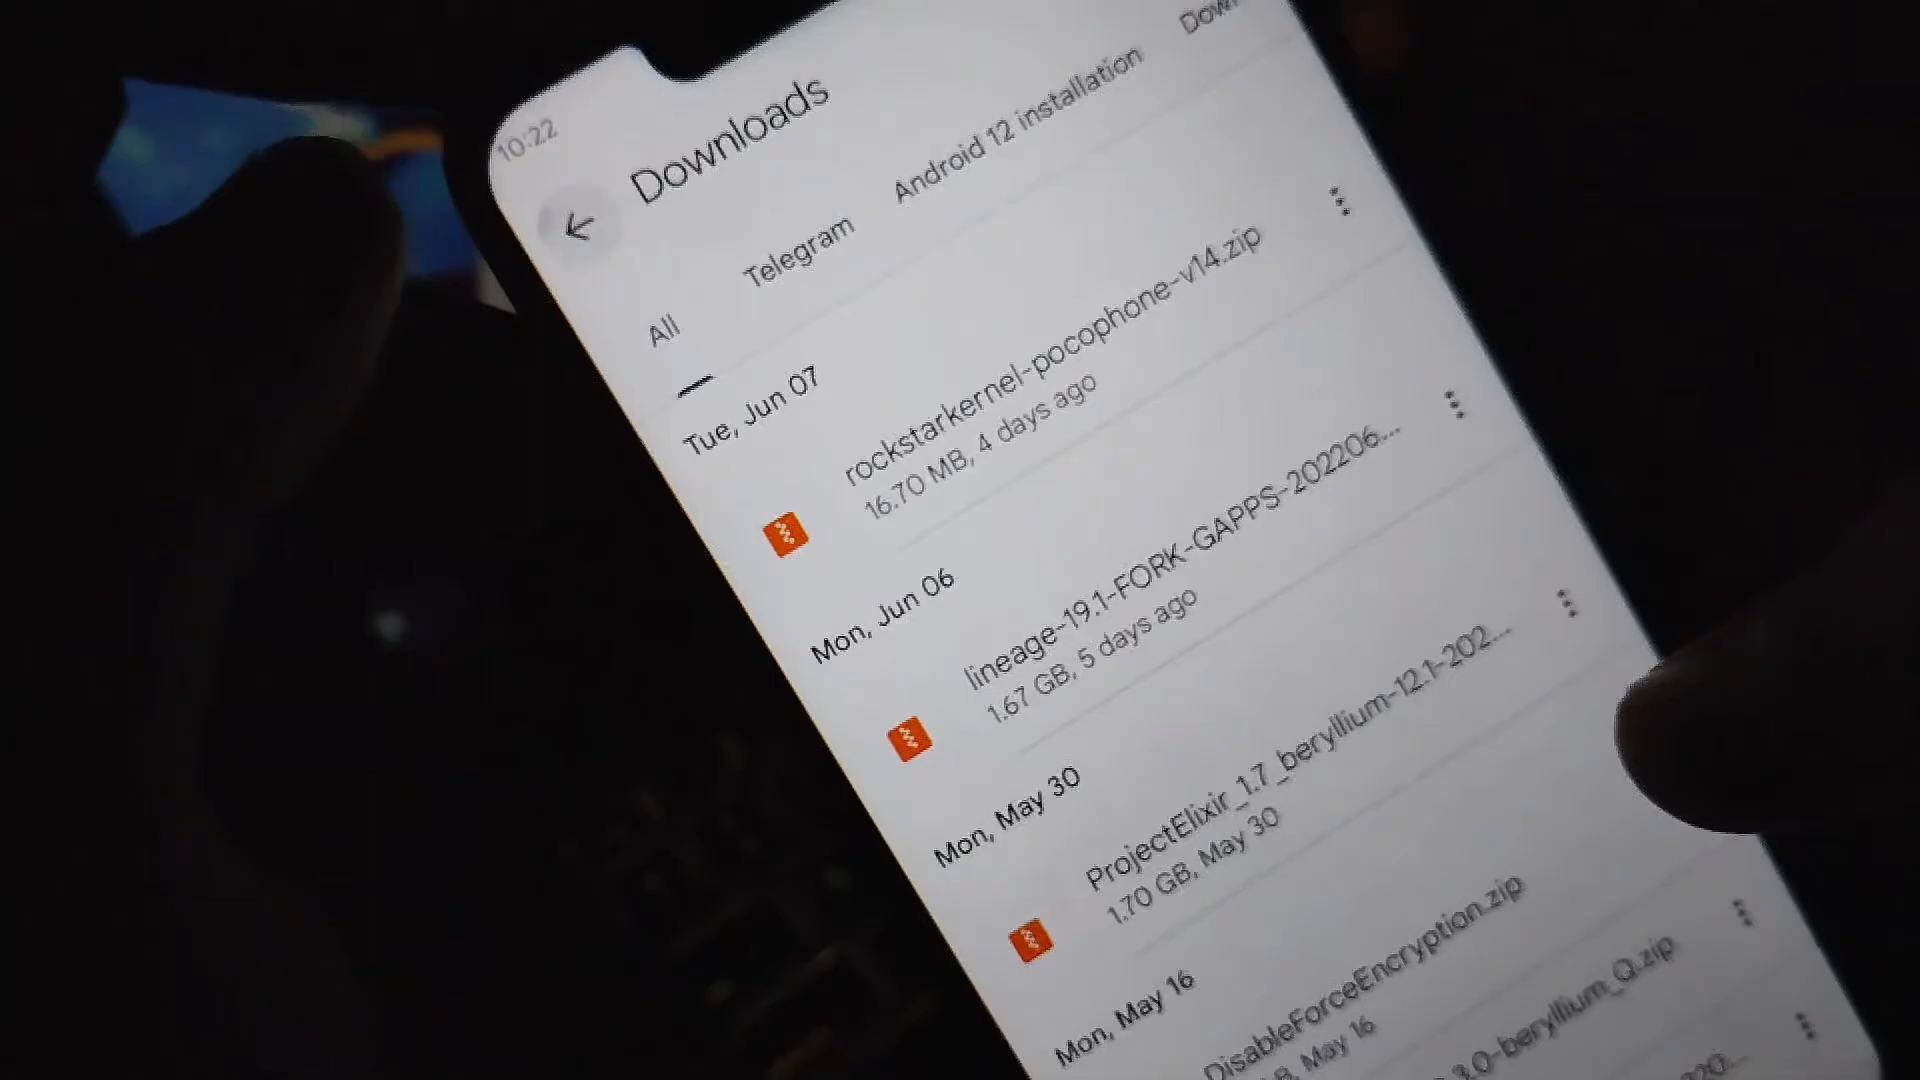 10:22
Downloads
All
Telegram
Android 12 installation
Down
Tue, Jun 07
rockstarkernel-pocophone-v14.zip
16.70 MB, 4 days ago
Mon, Jun 06
lineage-19.1-FORK-GAPPS-202206...
1.67 GB, 5 days ago
Mon, May 30
ProjectElixir_1.7_beryllium-12.1-202...
1.70 GB, May 30
Mon, May 16
DisableForceEncryption.zip
B, May 16
3.0-beryllium_Q.zip